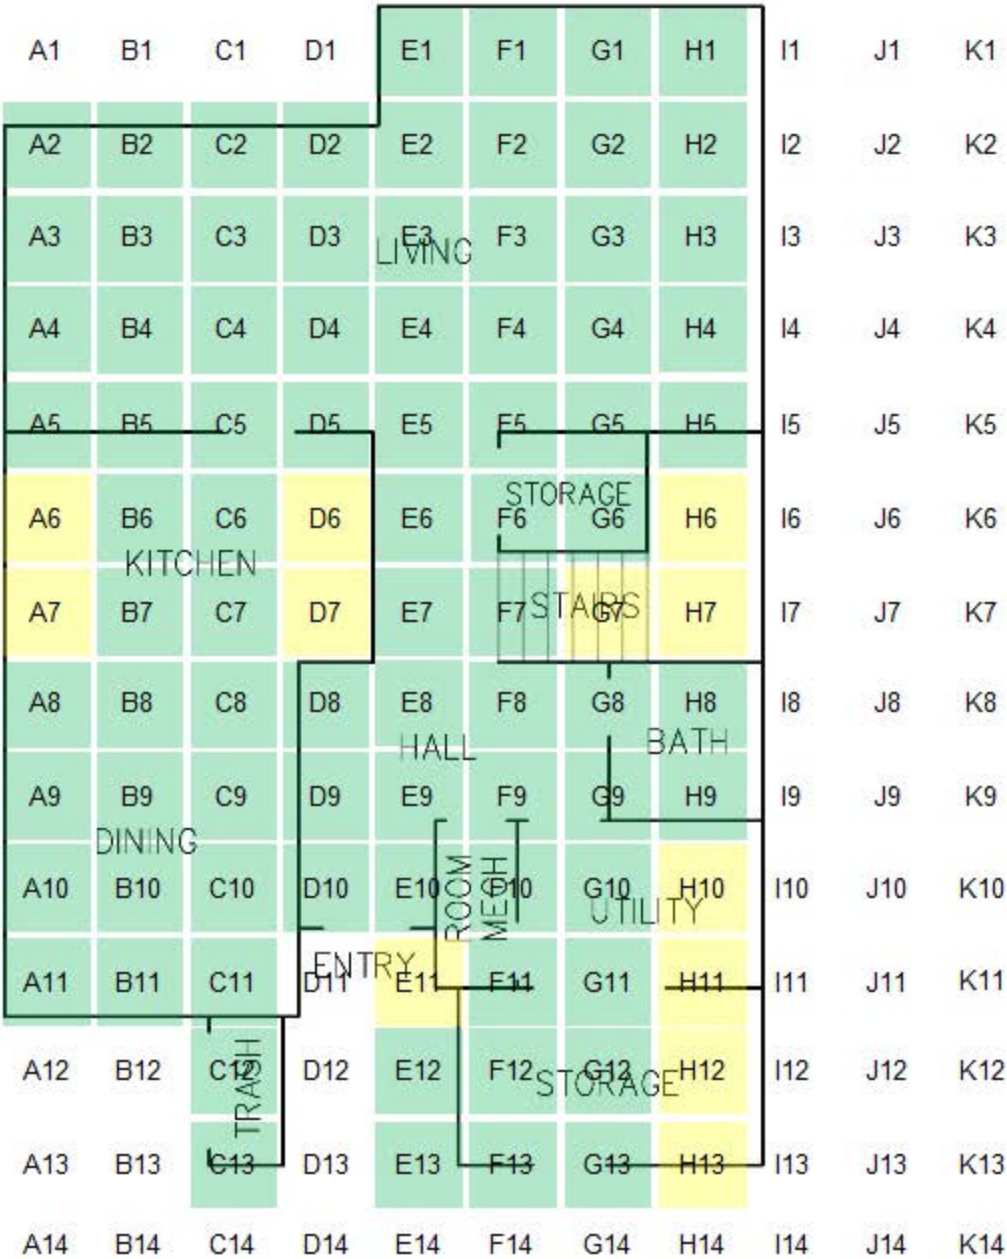 A1 B1 C1 D1 E1 F1 G1 H1 I1 J1 K1
A2 B2 C2 D2 E2 F2 G2 H2 I2 J2 K2
A3 B3 C3 D3 E3 F3 G3 H3 I3 J3 K3
LIVING
A4 B4 C4 D4 E4 F4 G4 H4 I4 J4 K4
A5 B5 C5 D5 E5 F5 G5 H5 I5 J5 K5
STORAGE
A6 B6 C6 D6 E6 F6 G6 H6 I6 J6 K6
KITCHEN
STAIRS
A7 B7 C7 D7 E7 F7 G7 H7 I7 J7 K7
A8 B8 C8 D8 E8 F8 G8 H8 I8 J8 K8
HALL
BATH
A9 B9 C9 D9 E9 F9 G9 H9 I9 J9 K9
DINING
A10 B10 C10 D10 E10 F10 G10 H10 I10 J10 K10
MECH
ROOM
UTILITY
ENTRY
A11 B11 C11 D11 E11 F11 G11 H11 I11 J11 K11
A12 B12 C12 D12 E12 F12 G12 H12 I12 J12 K12
TRASH
STORAGE
A13 B13 C13 D13 E13 F13 G13 H13 I13 J13 K13
A14 B14 C14 D14 E14 F14 G14 H14 I14 J14 K14